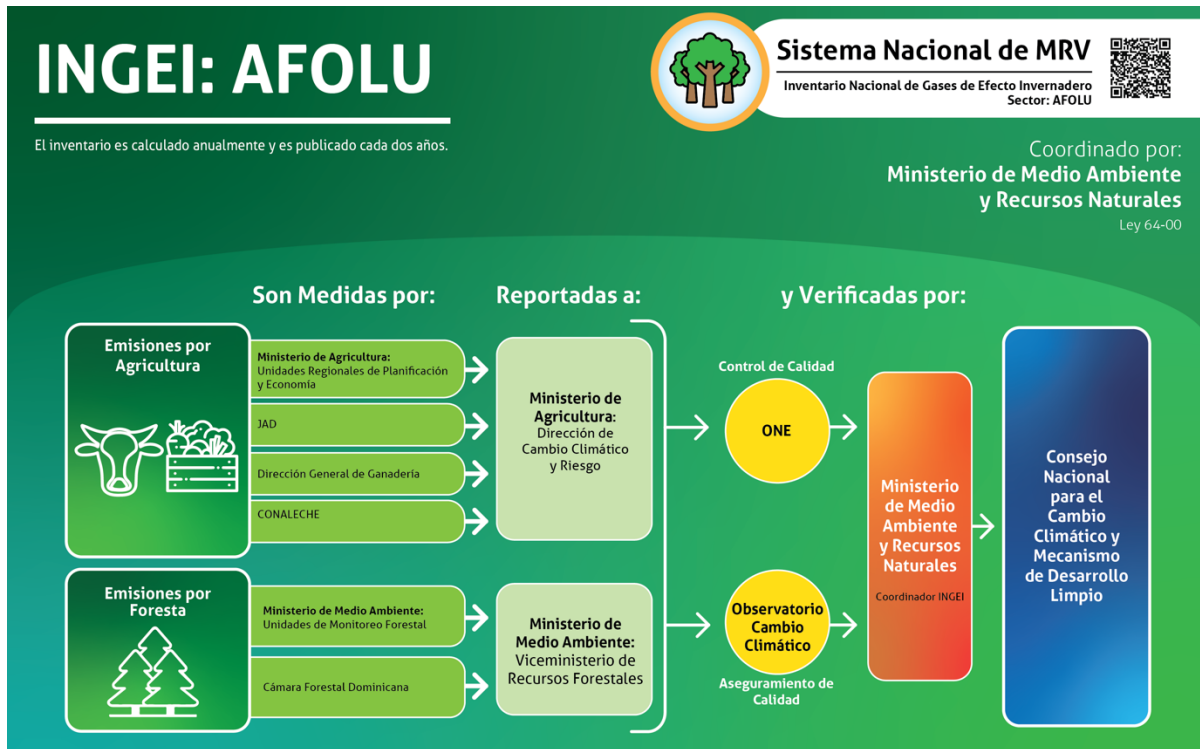 INGEI: AFOLU
El inventario es calculado anualmente y es publicado cada dos años.
Sistema Nacional de MRV
Inventario Nacional de Gases de Efecto Invernadero
Sector: AFOLU
Coordinado por:
Ministerio de Medio Ambiente
y Recursos Naturales
Ley 64-00
Son Medidas por:
Reportadas a:
y Verificadas por:
Emisiones por
Agricultura
Ministerio de Agricultura:
Unidades Regionales de Planificación
y Economía
JAD
Dirección General de Ganadería
CONALECHE
Ministerio de
Agricultura:
Dirección de
Cambio Climático
y Riesgo
Emisiones por
Foresta
Ministerio de Medio Ambiente:
Unidades de Monitoreo Forestal
Cámara Forestal Dominicana
Ministerio de
Medio Ambiente:
Viceministerio de
Recursos Forestales
Control de Calidad
ONE
Observatorio
Cambio
Climático
Aseguramiento de
Calidad
Ministerio
de Medio
Ambiente
y Recursos
Naturales
Coordinador INGEI
Consejo
Nacional
para el
Cambio
Climático y
Mecanismo
de Desarrollo
Limpio